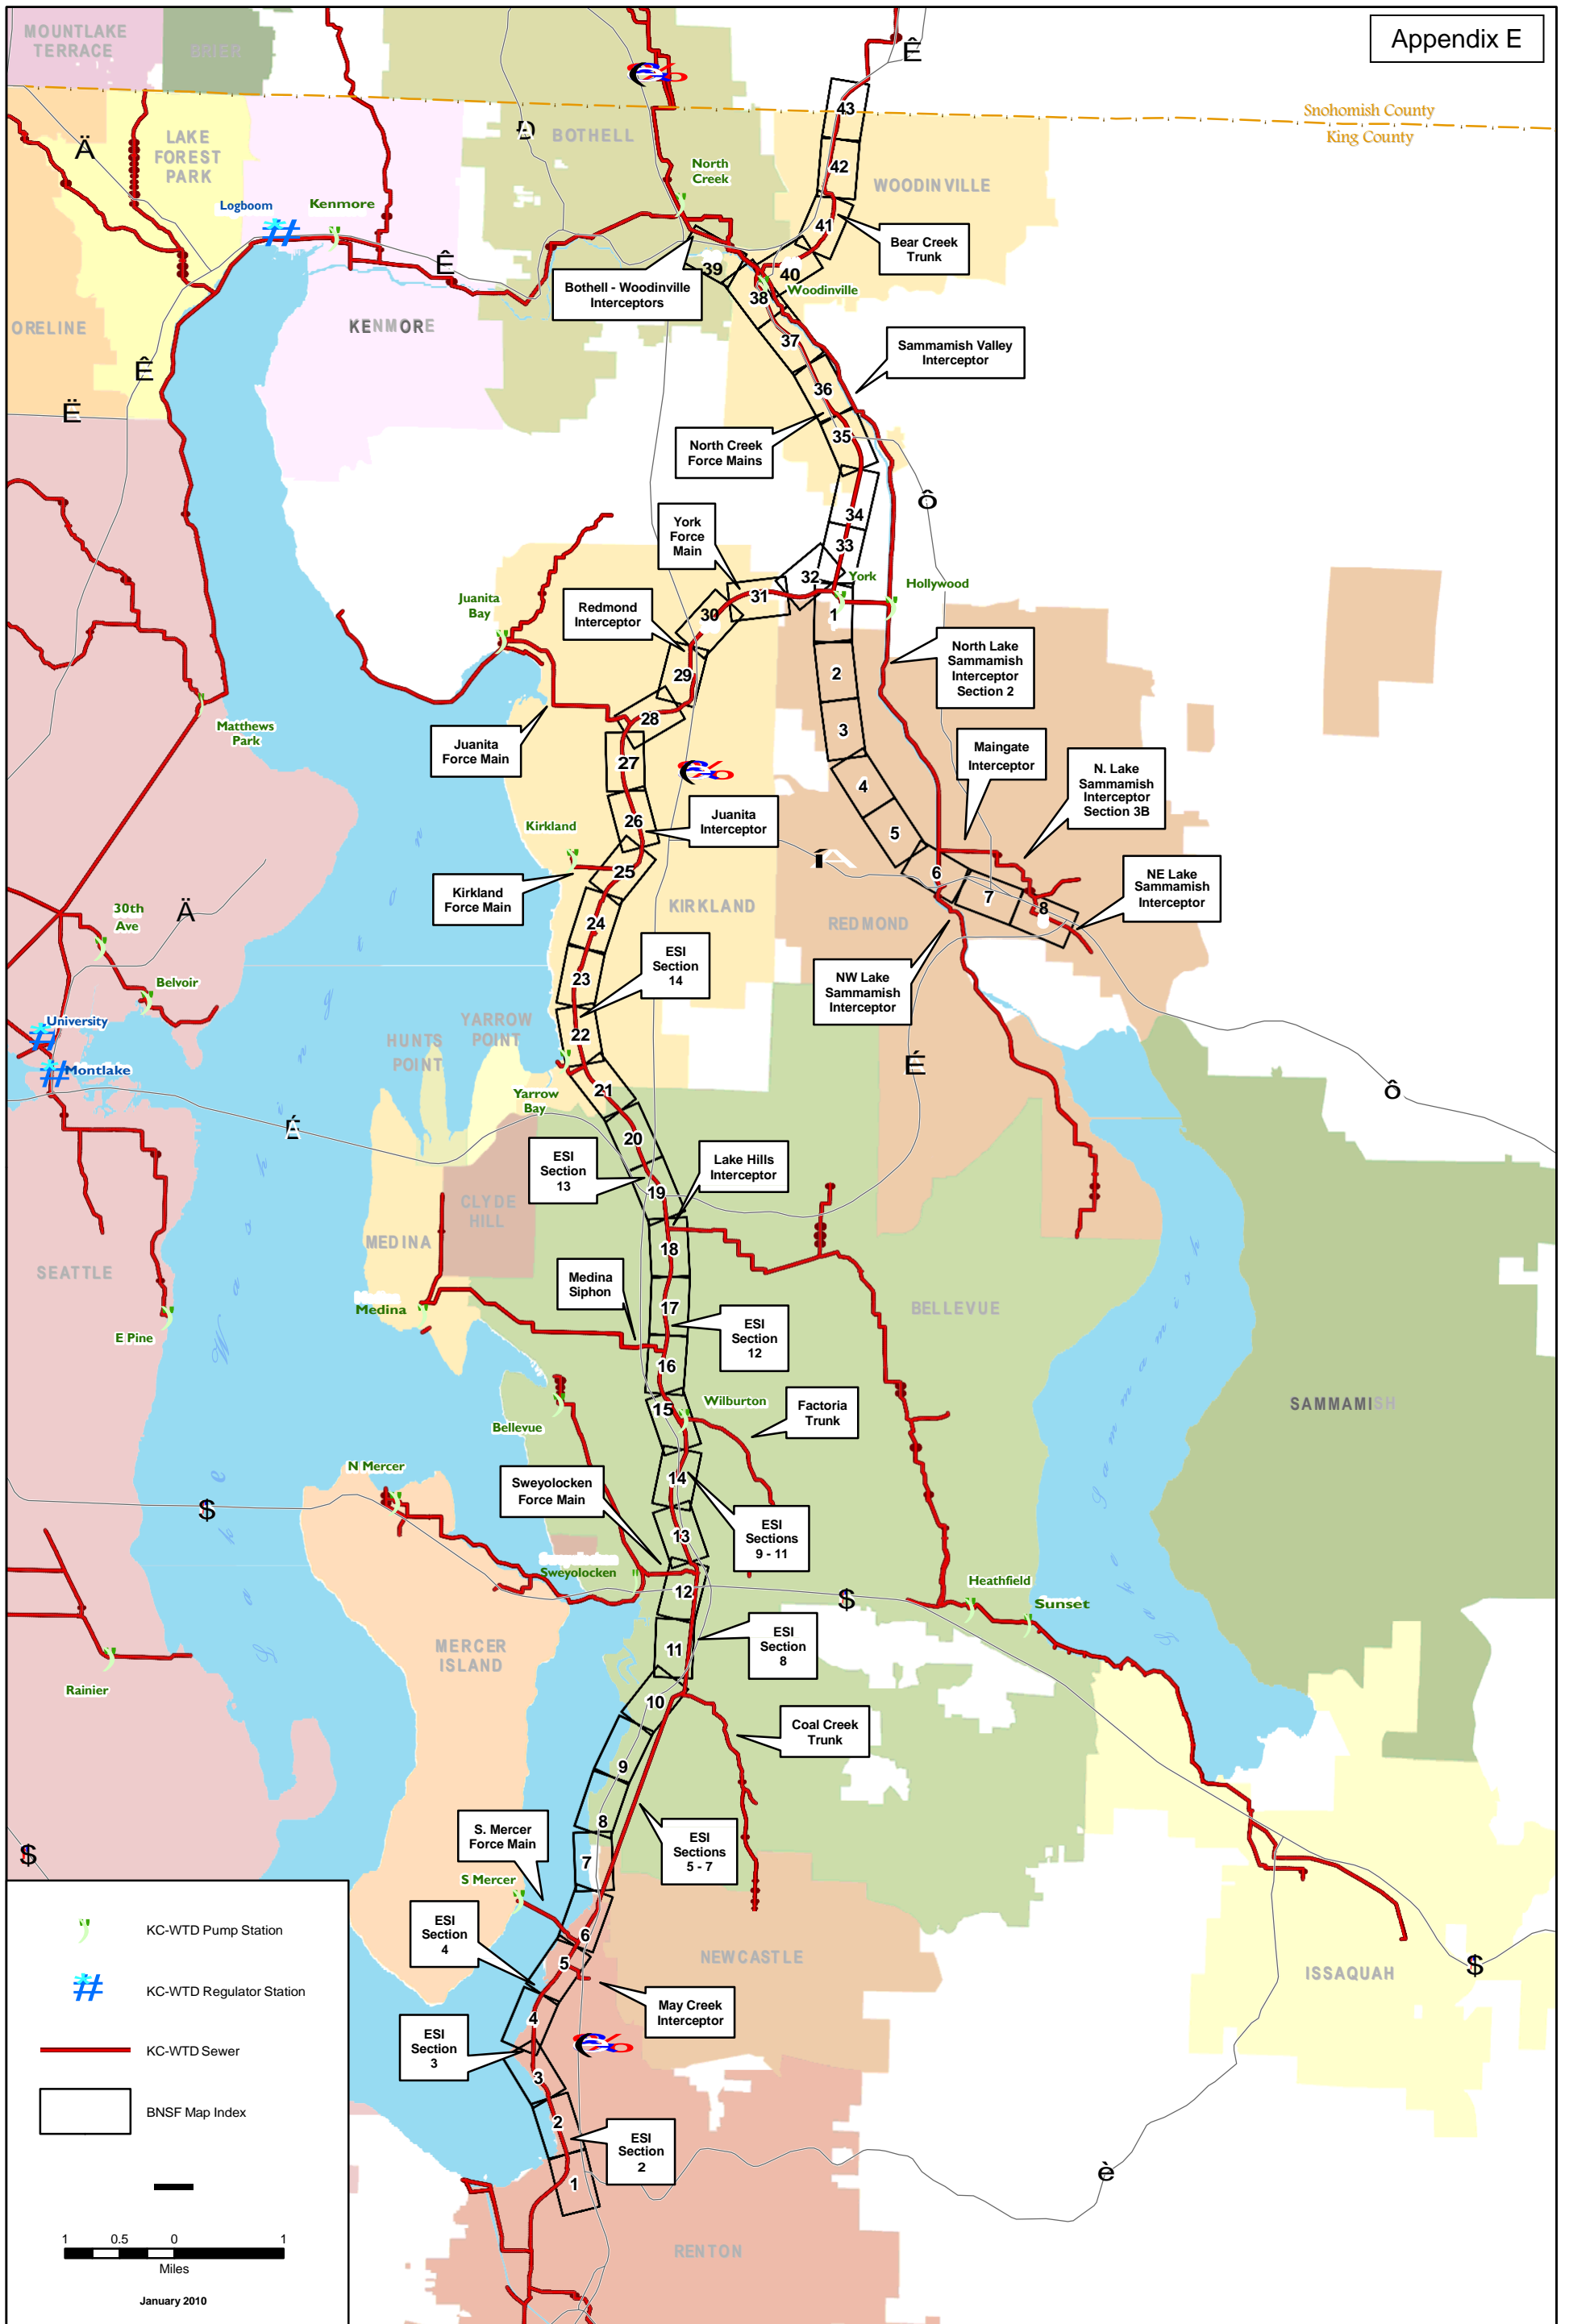 Appendix E
MOUNTLAKE
TERRACE
BRIER
Snohomish County
King County
LAKE
FOREST
PARK
BOTHELL
North
Creek
WOODINVILLE
Logboom
Kenmore
KENMORE
ORELINE
Bear Creek
Trunk
Bothell - Woodinville
Interceptors
Woodinville
Sammamish Valley
Interceptor
North Creek
Force Mains
York
Force
Main
York
Hollywood
Juanita
Bay
Redmond
Interceptor
North Lake
Sammamish
Interceptor
Section 2
Matthews
Park
Juanita
Force Main
Maingate
Interceptor
N. Lake
Sammamish
Interceptor
Section 3B
Juanita
Interceptor
Kirkland
Kirkland
Force Main
KIRKLAND
REDMOND
NE Lake
Sammamish
Interceptor
30th
Ave
Belvoir
ESI
Section
14
NW Lake
Sammamish
Interceptor
University
Montlake
HUNTS
POINT
YARROW
POINT
Yarrow
Bay
ESI
Section
13
Lake Hills
Interceptor
CLYDE
HILL
MEDINA
SEATTLE
Medina
Siphon
Medina
BELLEVUE
ESI
Section
12
E Pine
Wilburton
Factoria
Trunk
SAMMAMISH
Bellevue
N Mercer
Sweyolocken
Force Main
ESI
Sections
9 - 11
Sweyolocken
Heathfield
Sunset
MERCER
ISLAND
ESI
Section
8
Rainier
Coal Creek
Trunk
S. Mercer
Force Main
ESI
Sections
5 - 7
S Mercer
ESI
Section
4
NEWCASTLE
ISSAQUAH
May Creek
Interceptor
ESI
Section
3
ESI
Section
2
RENTON
43
42
41
40
39
38
37
36
35
34
33
32
31
30
29
28
27
26
25
24
23
22
21
20
19
18
17
16
15
14
13
12
11
10
9
8
7
6
5
4
3
2
1
1
2
3
4
5
6
7
8
KC-WTD Pump Station
KC-WTD Regulator Station
KC-WTD Sewer
BNSF Map Index
1 0.5 0 1
Miles
January 2010